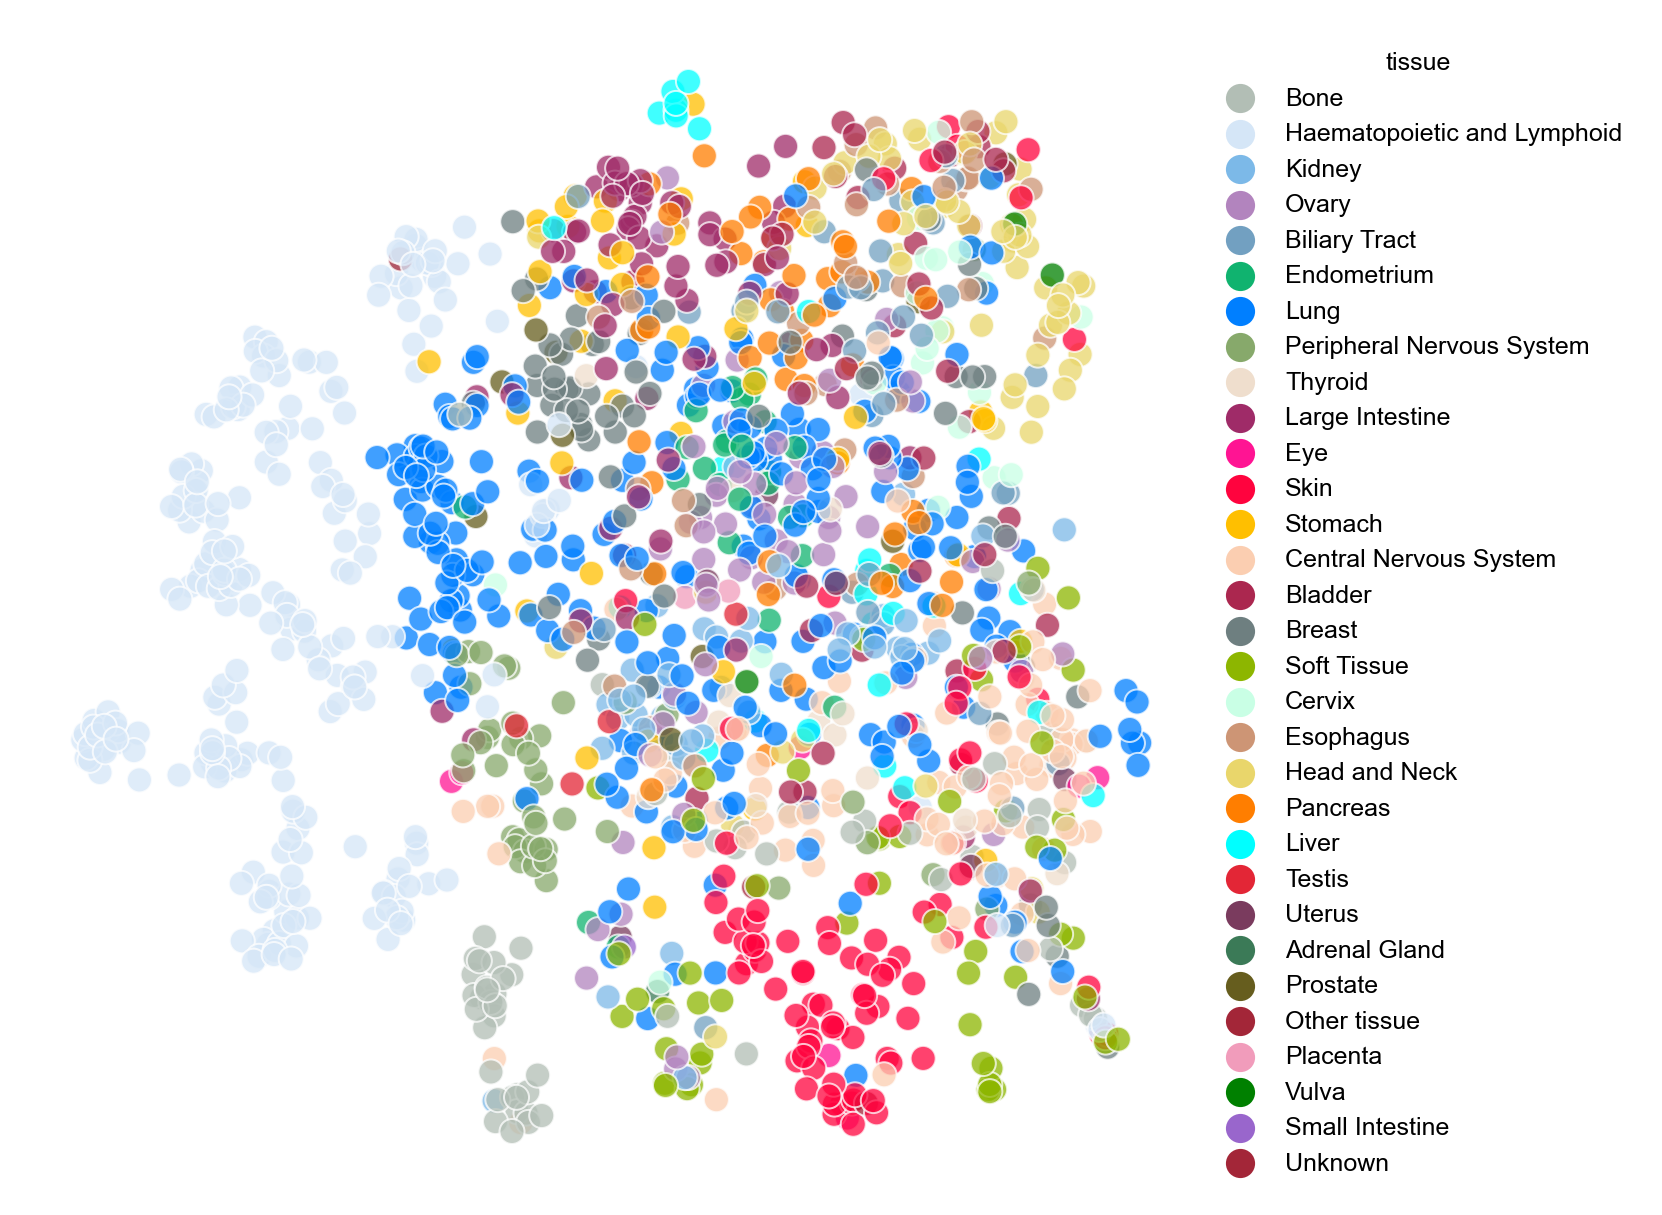 tissue
Bone
Haematopoietic and Lymphoid
Kidney
Ovary
Biliary Tract
Endometrium
Lung
Peripheral Nervous System
Thyroid
Large Intestine
Eye
Skin
Stomach
Central Nervous System
Bladder
Breast
Soft Tissue
Cervix
Esophagus
Head and Neck
Pancreas
Liver
Testis
Uterus
Adrenal Gland
Prostate
Other tissue
Placenta
Vulva
Small Intestine
Unknown